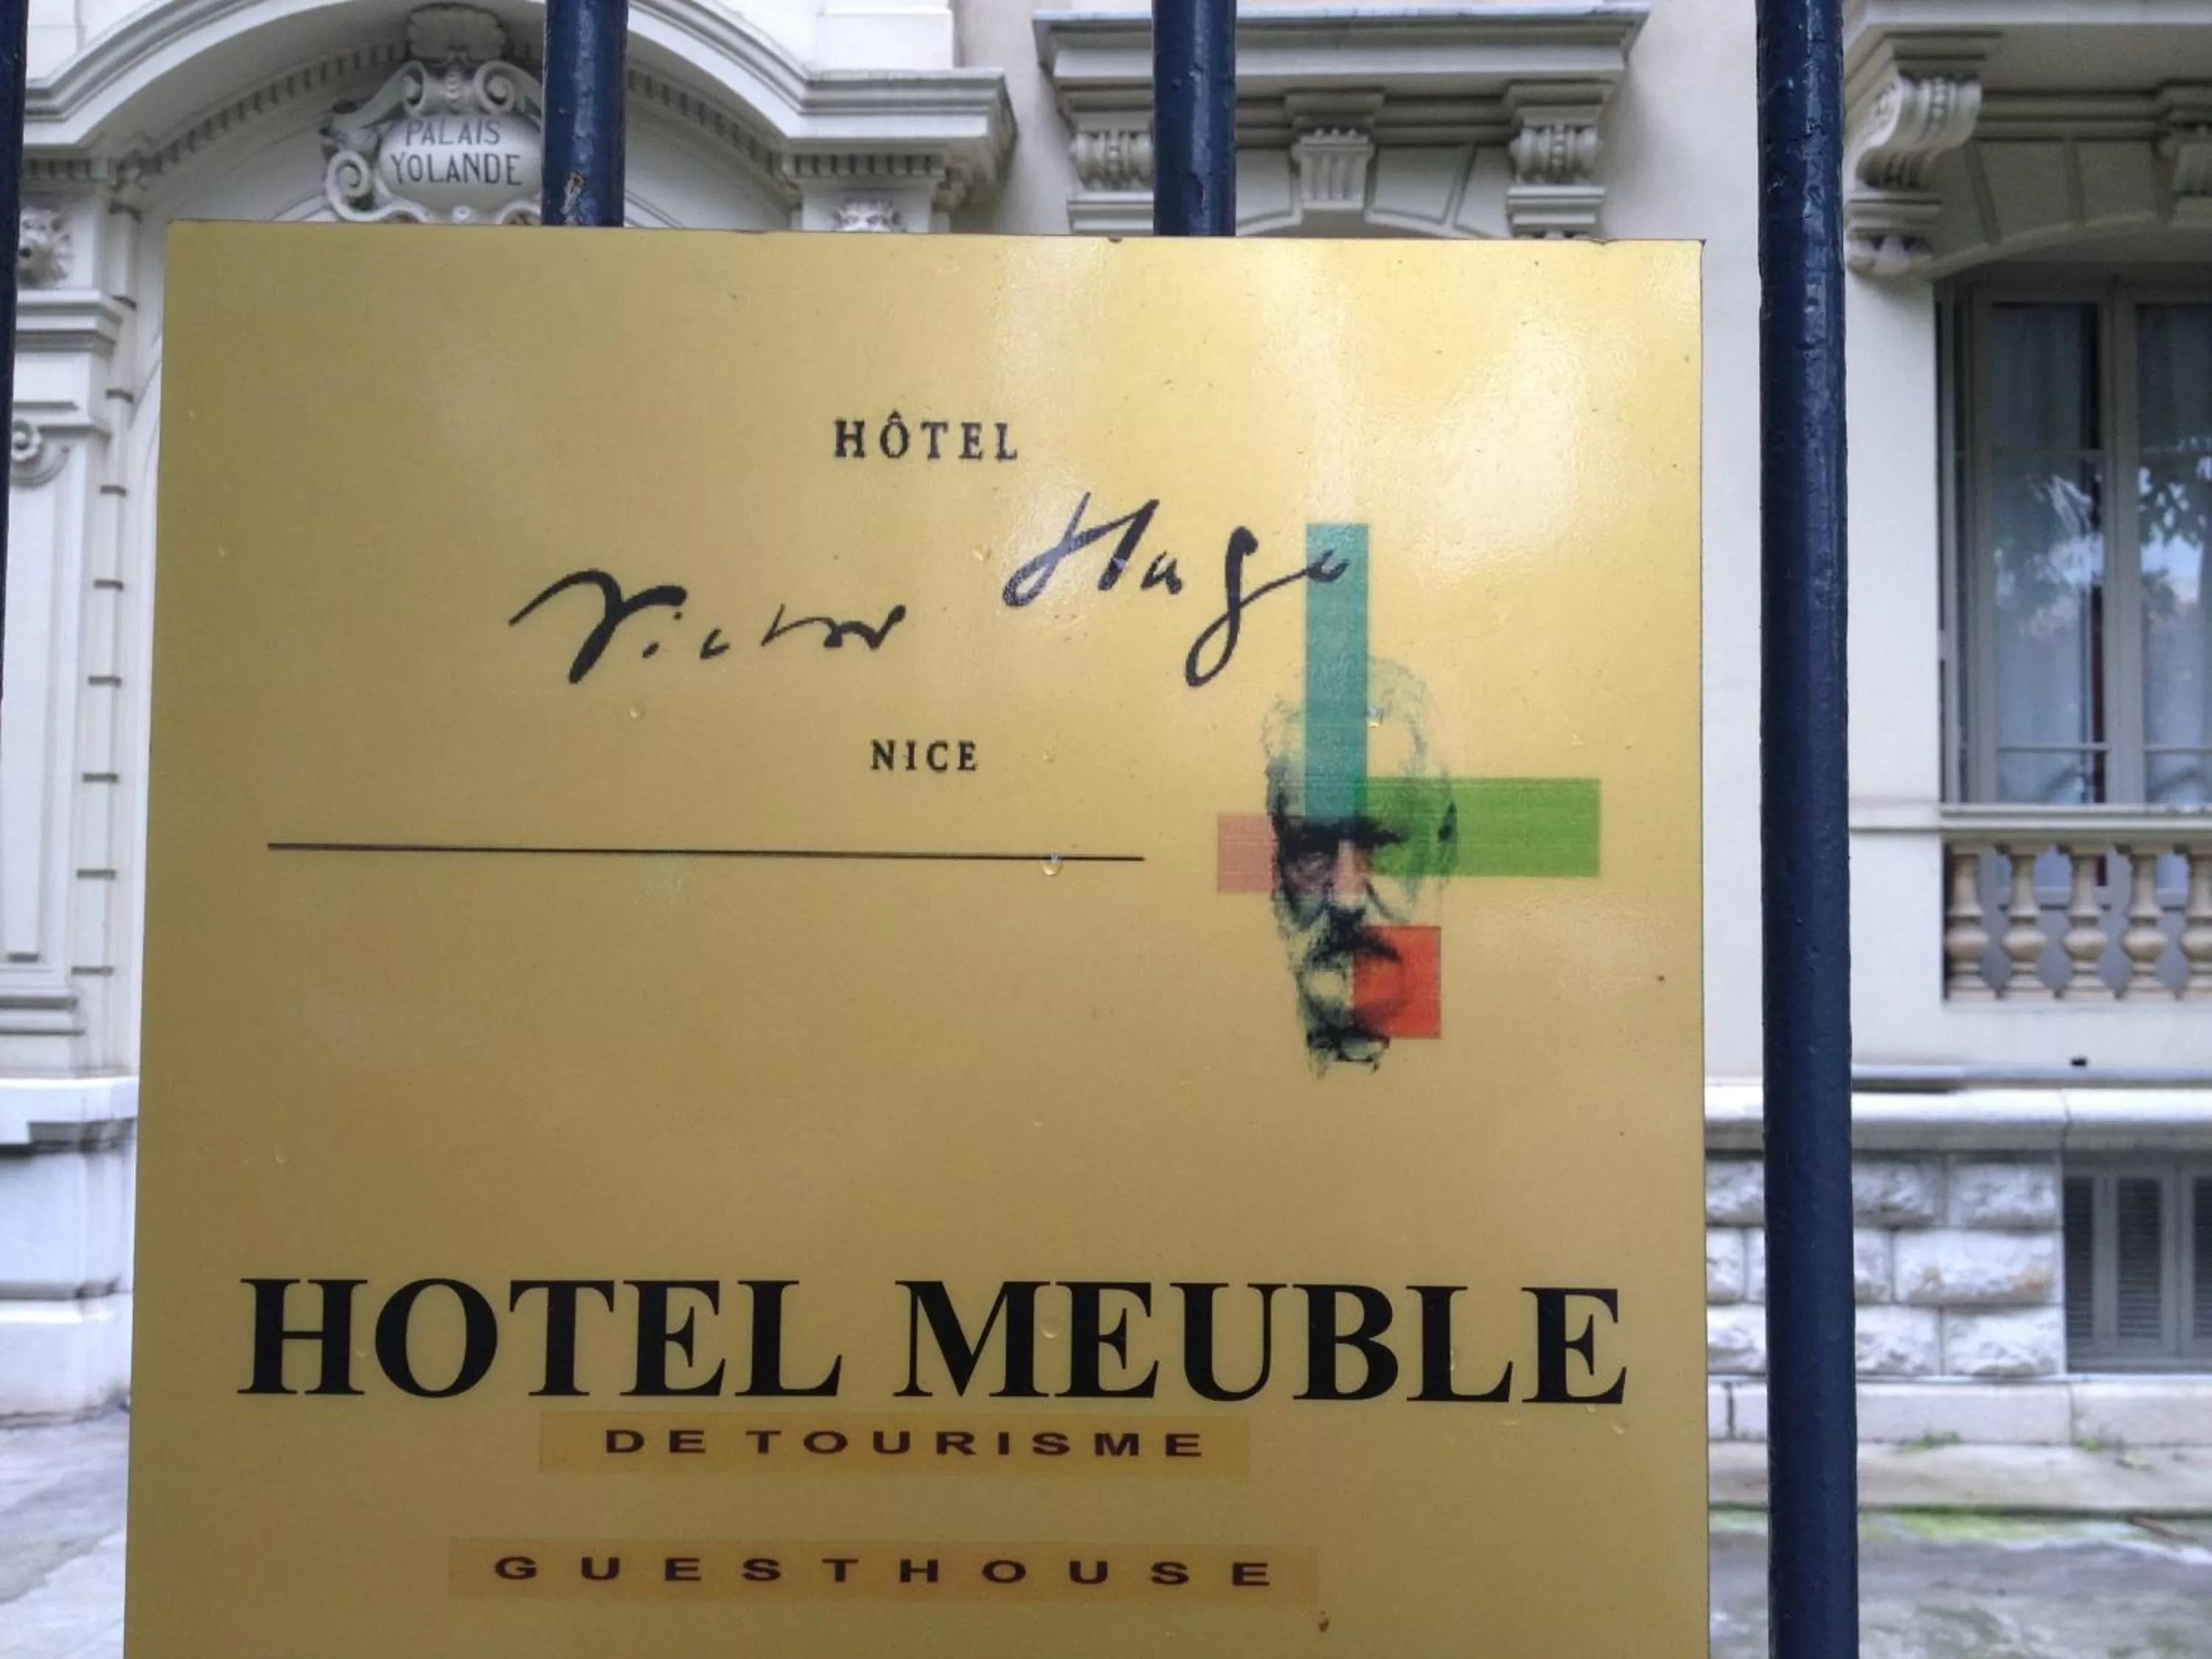 PALAIS
YOLANDE
HÔTEL
Victor Hugo
NICE
HOTEL MEUBLE
DE TOURISME
GUESTHOUSE